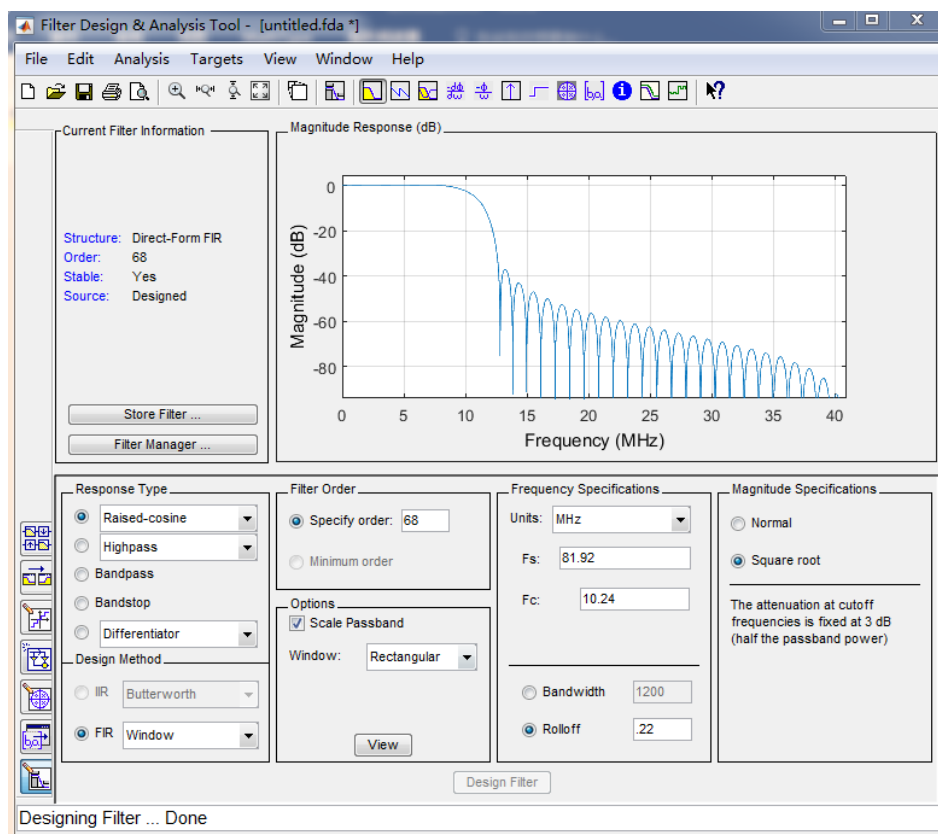 Filter Design & Analysis Tool - [untitled.fda *]
File Edit Analysis Targets View Window Help
Current Filter Information
Structure: Direct-Form FIR
Order: 68
Stable: Yes
Source: Designed
Store Filter ...
Filter Manager ...
Magnitude Response (dB)
Magnitude (dB)
0
-20
-40
-60
-80
0 5 10 15 20 25 30 35 40
Frequency (MHz)
Response Type
Raised-cosine
Highpass
Bandpass
Bandstop
Differentiator
Design Method
IIR Butterworth
FIR Window
Filter Order
Specify order: 68
Minimum order
Options
Scale Passband
Window: Rectangular
View
Frequency Specifications
Units: MHz
Fs: 81.92
Fc: 10.24
Bandwidth 1200
Rolloff .22
Magnitude Specifications
Normal
Square root
The attenuation at cutoff
frequencies is fixed at 3 dB
(half the passband power)
Design Filter
Designing Filter ... Done